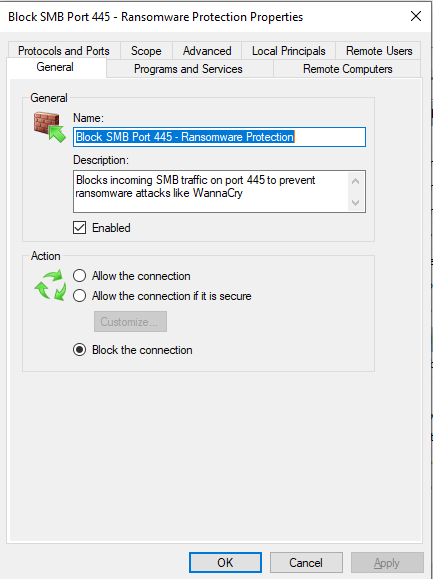 Block SMB Port 445 - Ransomware Protection Properties
Protocols and Ports
Scope
Advanced
Local Principals
Remote Users
General
Programs and Services
Remote Computers
General
Name:
Block SMB Port 445 - Ransomware Protection
Description:
Blocks incoming SMB traffic on port 445 to prevent
ransomware attacks like WannaCry
Enabled
Action
Allow the connection
Allow the connection if it is secure
Customize...
Block the connection
OK
Cancel
Apply